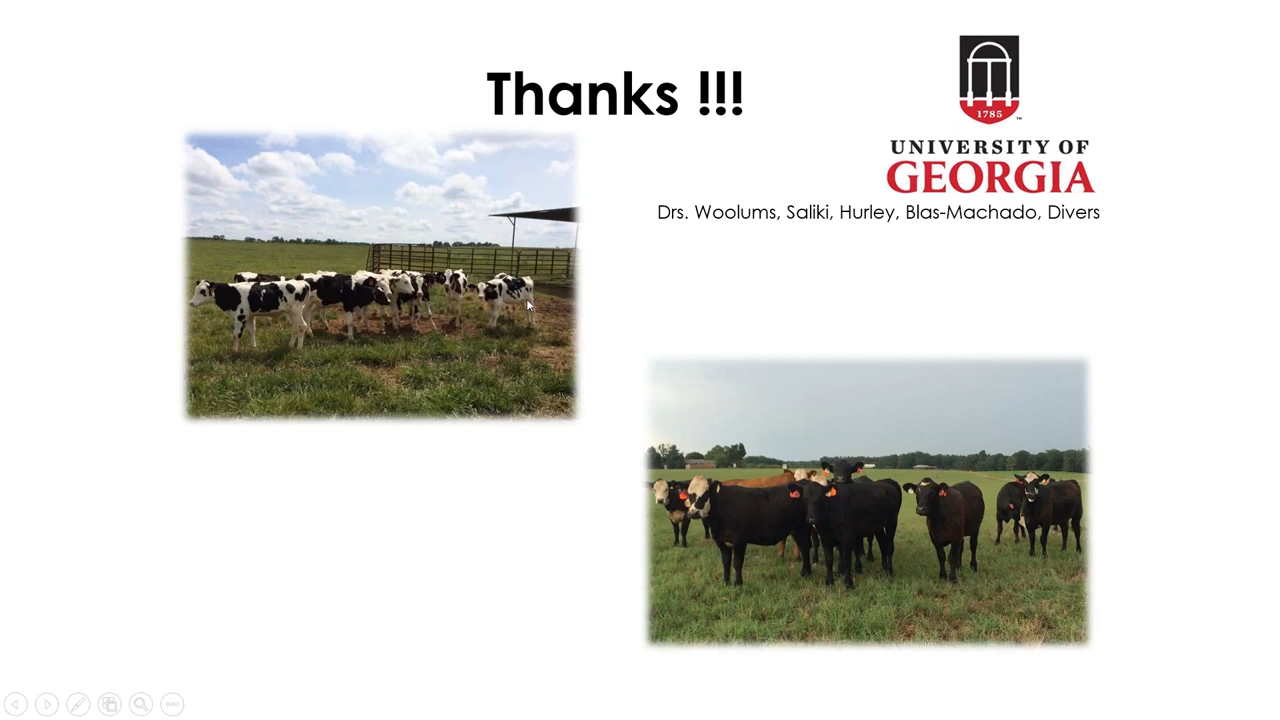 Thanks !!!
1785
UNIVERSITY OF
GEORGIA
Drs. Woolums, Saliki, Hurley, Blas-Machado, Divers